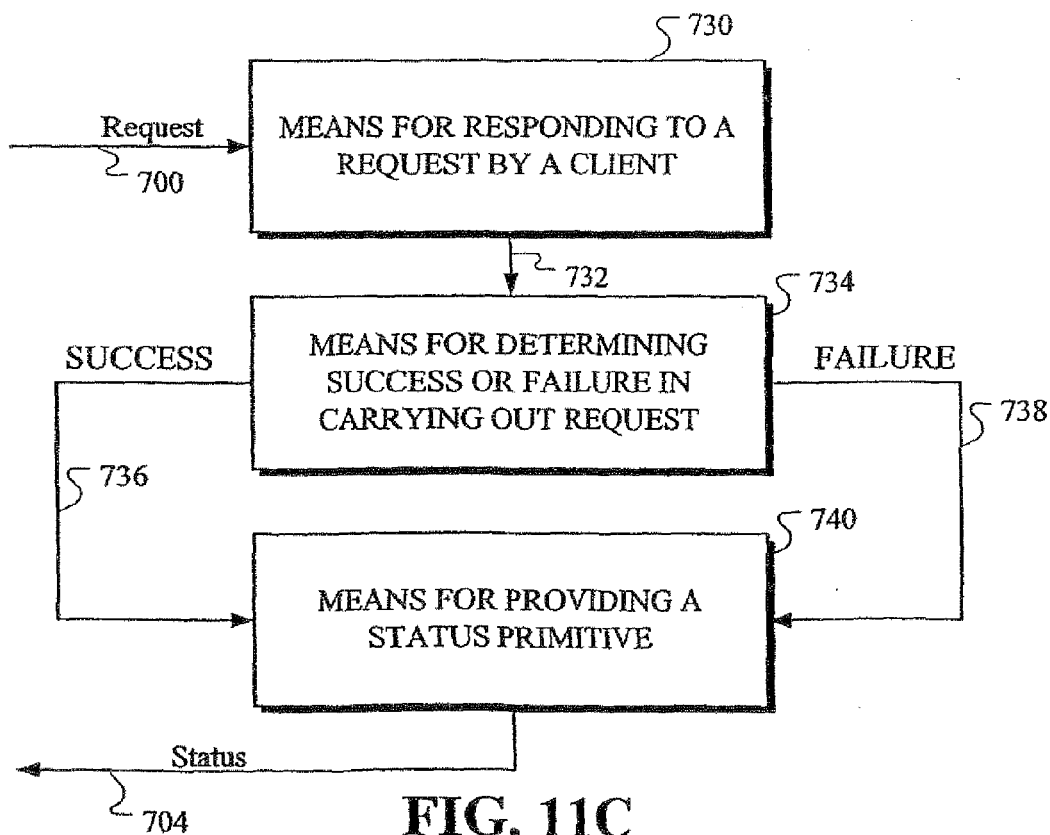 730
Request
700
MEANS FOR RESPONDING TO A
REQUEST BY A CLIENT
732
734
SUCCESS
MEANS FOR DETERMINING
SUCCESS OR FAILURE IN
CARRYING OUT REQUEST
FAILURE
738
736
740
MEANS FOR PROVIDING A
STATUS PRIMITIVE
Status
704
FIG. 11C